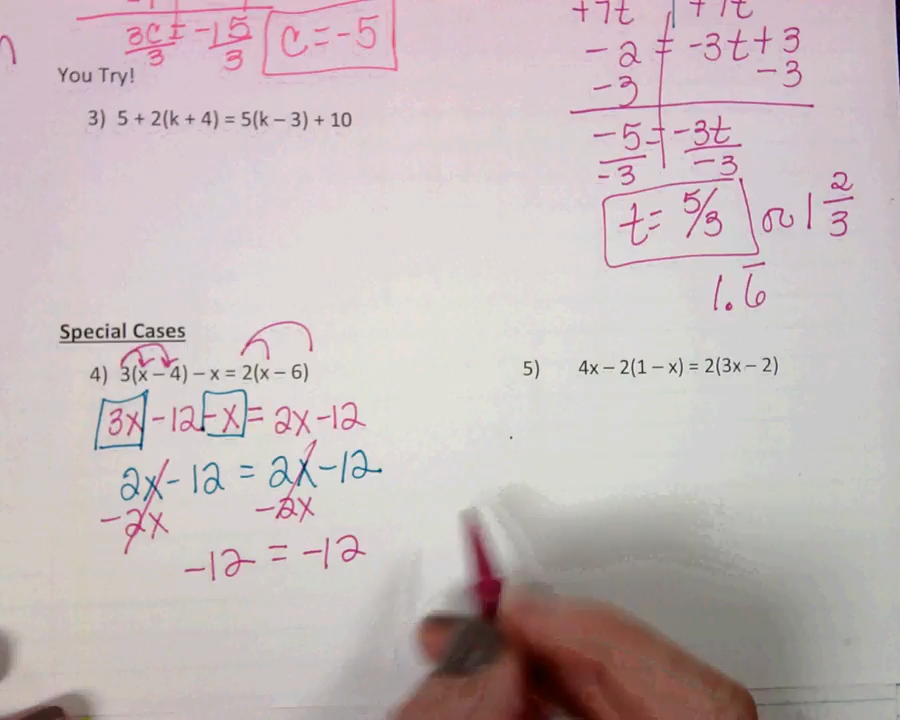 3C/3 = -15/3 C = -5
You Try!
3) 5 + 2(k + 4) = 5(k – 3) + 10
+7t +7t
-2 = -3t + 3
-3 -3
-5/-3 = -3t/-3
t = 5/3 or 1 2/3
1.6̅
Special Cases
4) 3(x – 4) – x = 2(x – 6)
3x - 12 - x = 2x - 12
2x - 12 = 2x - 12
-2x -2x
-12 = -12
5) 4x – 2(1 – x) = 2(3x – 2)